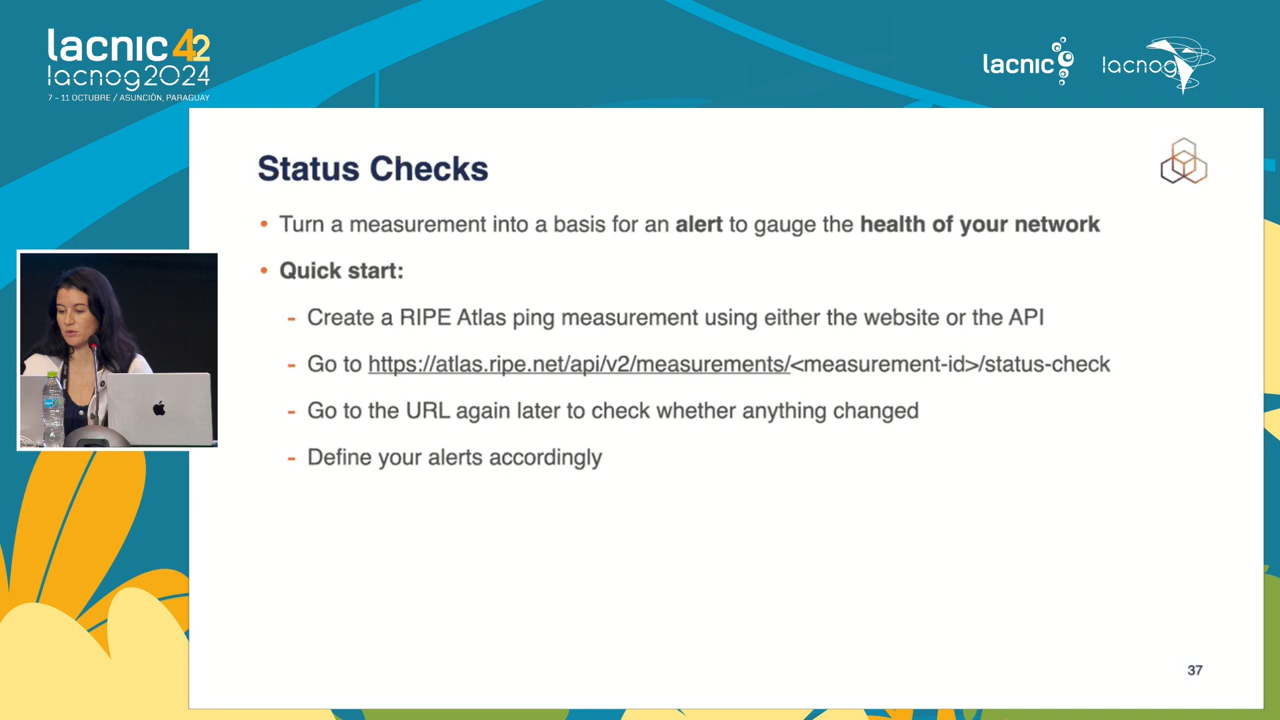 lacnic 42
lacnog2024
7 - 11 OCTUBRE / ASUNCIÓN, PARAGUAY
lacnic
lacnog
Status Checks
• Turn a measurement into a basis for an alert to gauge the health of your network
• Quick start:
- Create a RIPE Atlas ping measurement using either the website or the API
- Go to https://atlas.ripe.net/api/v2/measurements/<measurement-id>/status-check
- Go to the URL again later to check whether anything changed
- Define your alerts accordingly
37